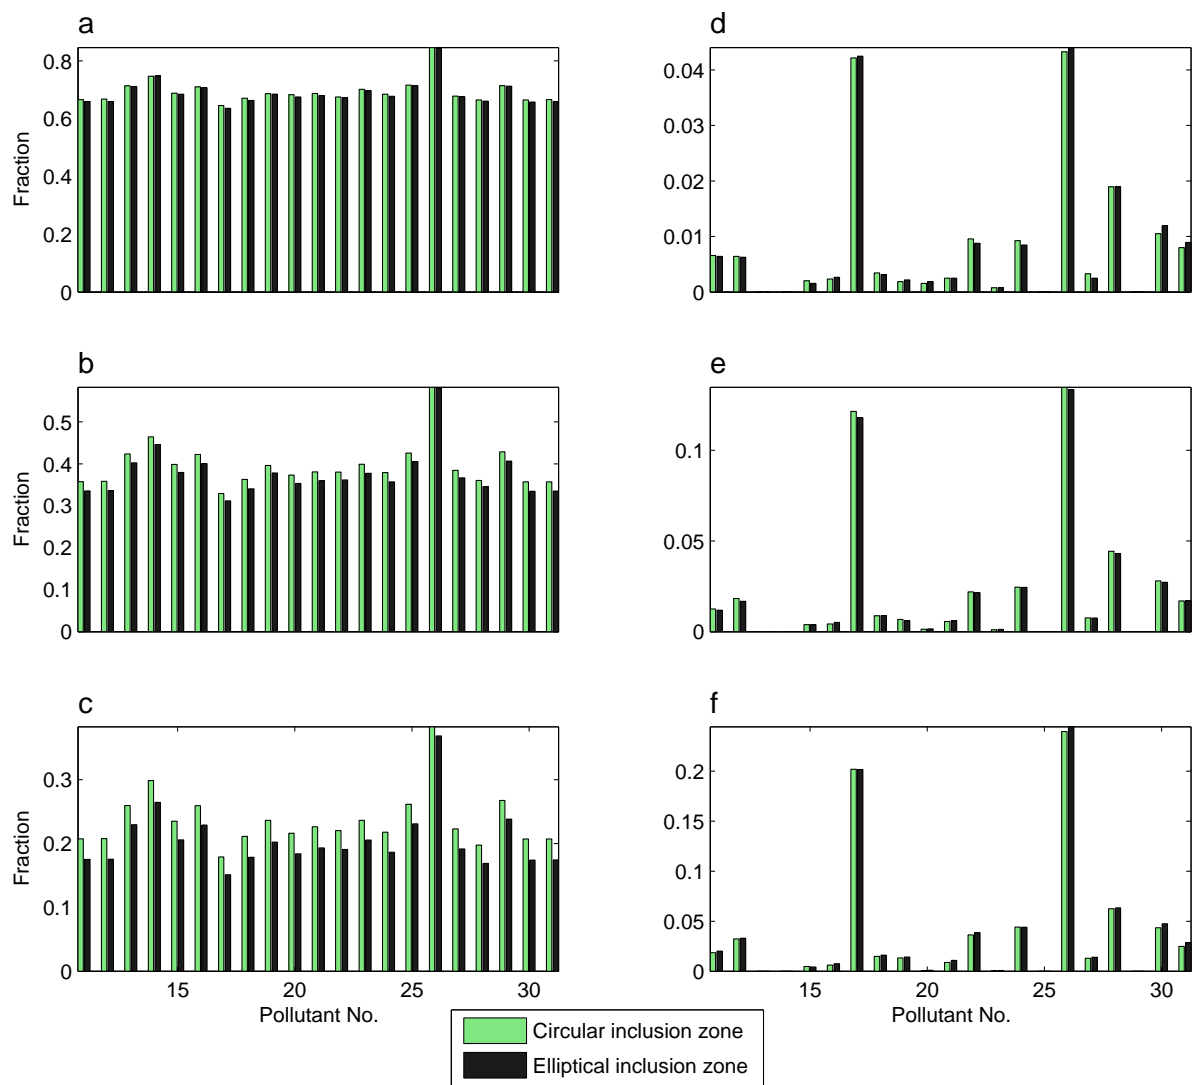 a
0.8
0.6
0.4
0.2
0
Fraction
d
0.04
0.03
0.02
0.01
0
b
0.5
0.4
0.3
0.2
0.1
0
Fraction
e
0.1
0.05
0
c
0.3
0.2
0.1
0
Fraction
15 20 25 30
Pollutant No.
f
0.2
0.15
0.1
0.05
0
15 20 25 30
Pollutant No.
Circular inclusion zone
Elliptical inclusion zone